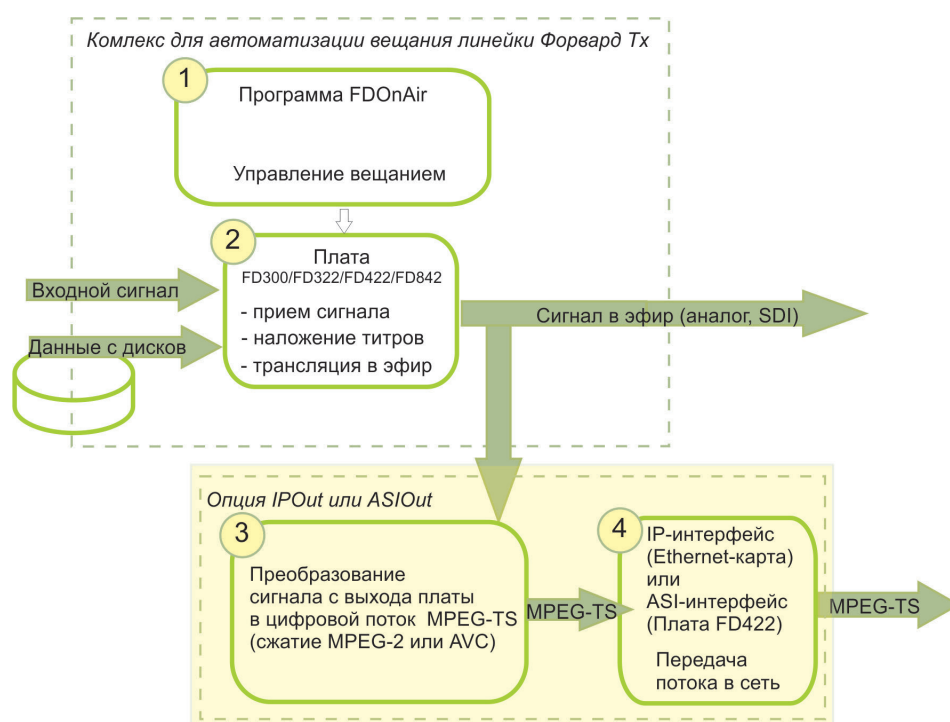 Комлекс для автоматизации вещания линейки Форвард Тх
1
Программа FDOnAir
Управление вещанием
2
Плата
FD300/FD322/FD422/FD842
- прием сигнала
- наложение титров
- трансляция в эфир
Входной сигнал
Данные с дисков
Сигнал в эфир (аналог, SDI)
Опция IPOut или ASIOut
3
Преобразование
сигнала с выхода платы
в цифровой поток MPEG-TS
(сжатие MPEG-2 или AVC)
MPEG-TS
4
IP-интерфейс
(Ethernet-карта)
или
ASI-интерфейс
(Плата FD422)
Передача
потока в сеть
MPEG-TS